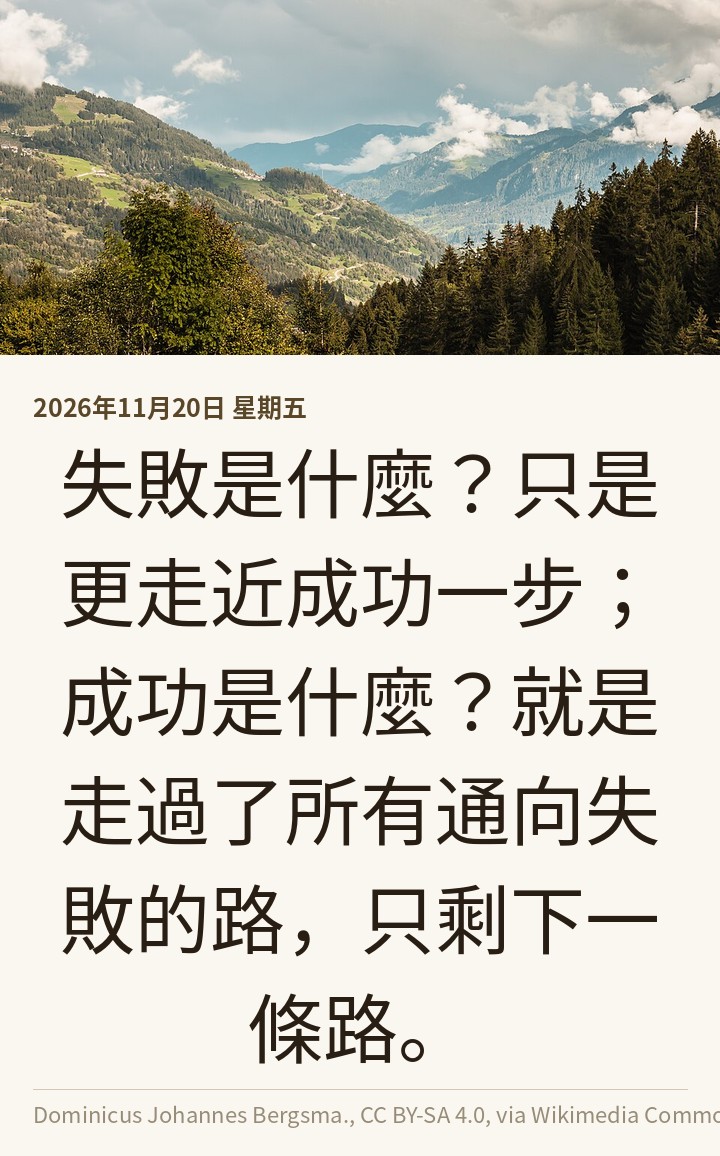 2026年11月20日 星期五
失敗是什麼？只是
更走近成功一步；
成功是什麼？就是
走過了所有通向失
敗的路，只剩下一
條路。
Dominicus Johannes Bergsma., CC BY-SA 4.0, via Wikimedia Commo